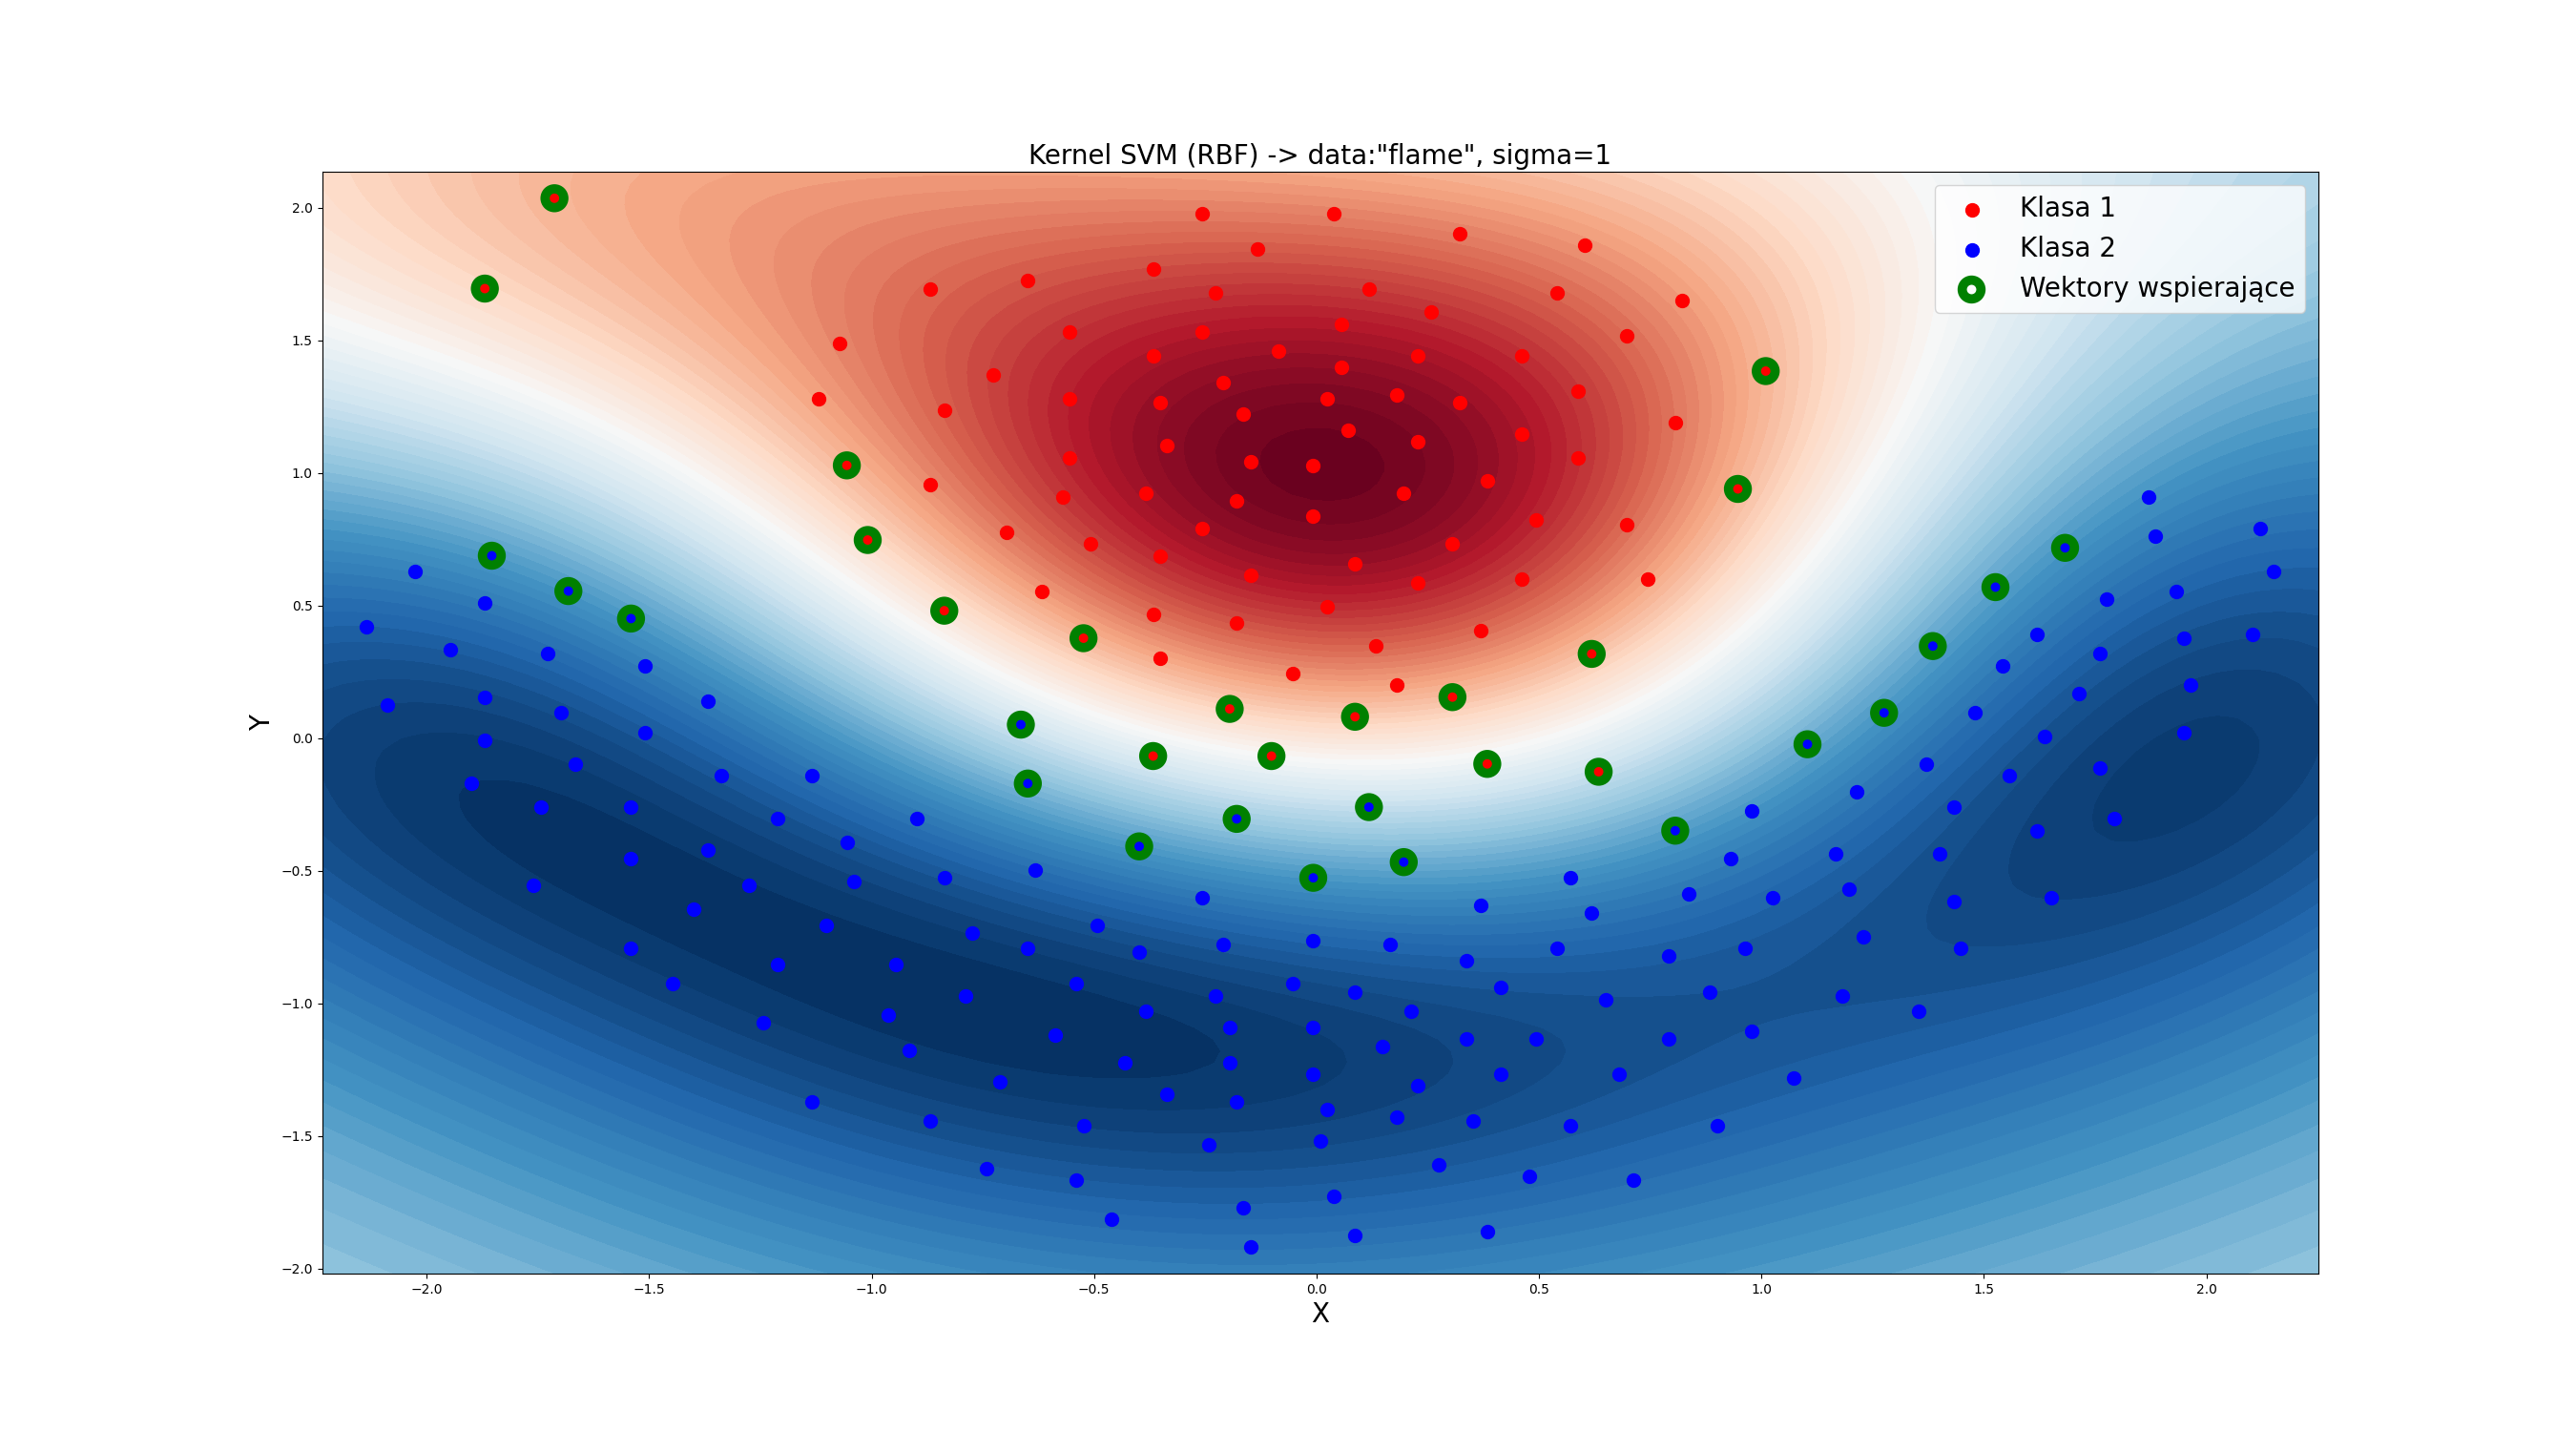 Kernel SVM (RBF) -> data:"flame", sigma=1
Klasa 1
Klasa 2
Wektory wspierające
2.0
1.5
1.0
0.5
0.0
−0.5
−1.0
−1.5
−2.0
Y
−2.0 −1.5 −1.0 −0.5 0.0 0.5 1.0 1.5 2.0
X